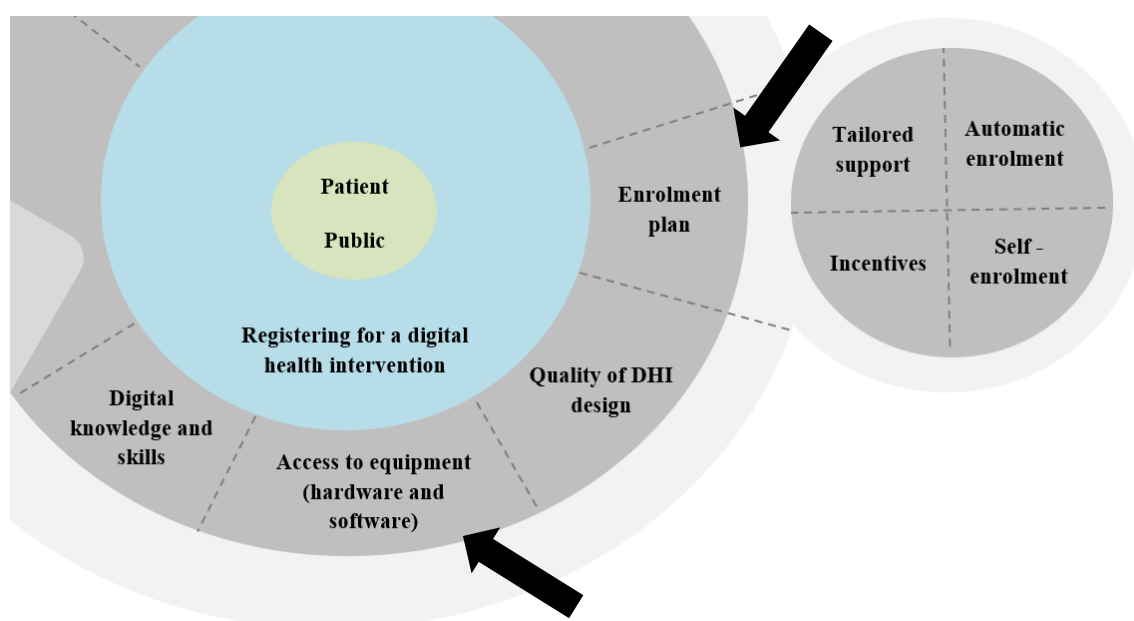 Patient
Public
Registering for a digital
health intervention
Enrolment
plan
Quality of DHI
design
Access to equipment
(hardware and
software)
Digital
knowledge and
skills
Tailored
support
Automatic
enrolment
Incentives
Self -
enrolment